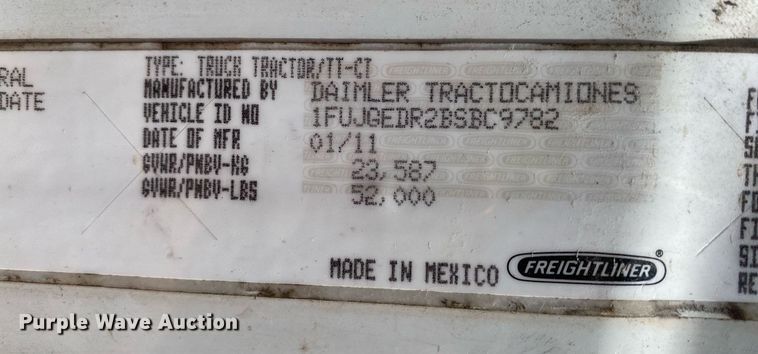 RAL
DATE
TYPE: TRUCK TRACTOR/TT-CT
MANUFACTURED BY DAIMLER TRACTOCAMIONES
VEHICLE ID NO 1FUJGEDR2BSBC9782
DATE OF MFR 01/11
GVWR/PNBV-KG 23,587
GVWR/PNBV-LBS 52,000
MADE IN MEXICO FREIGHTLINER®
Purple Wave Auction